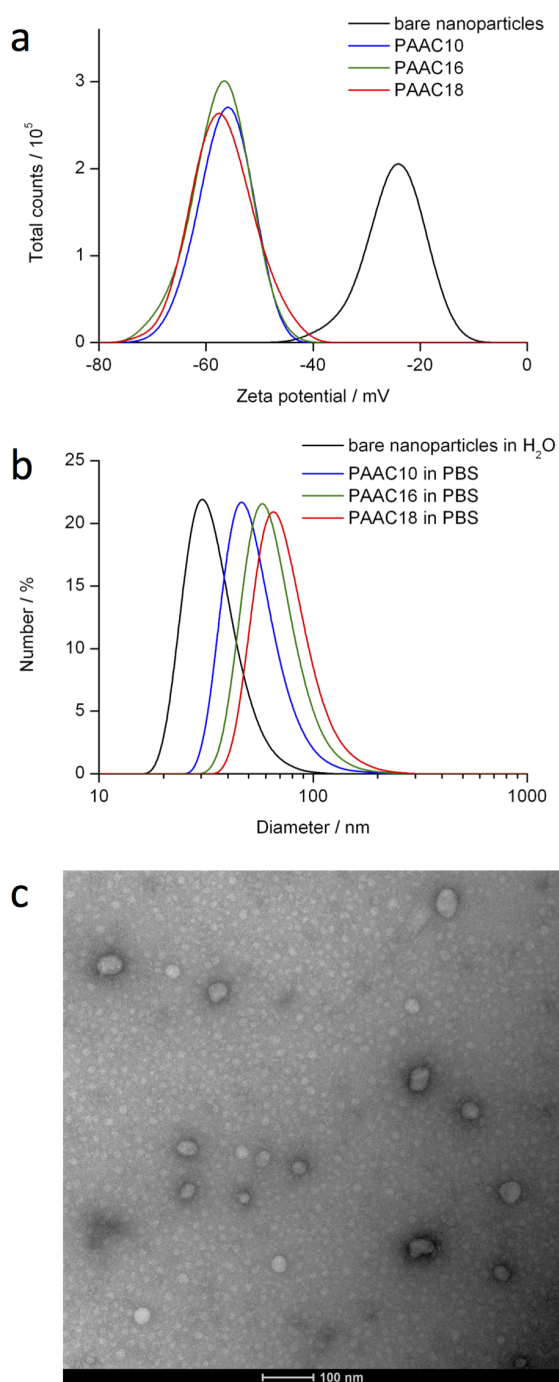 a
bare nanoparticles
PAAC10
PAAC16
PAAC18
Total counts / 10⁵
3
2
1
0
-80
-60
-40
-20
0
Zeta potential / mV
b
bare nanoparticles in H₂O
PAAC10 in PBS
PAAC16 in PBS
PAAC18 in PBS
Number / %
25
20
15
10
5
0
10
100
1000
Diameter / nm
c
100 nm